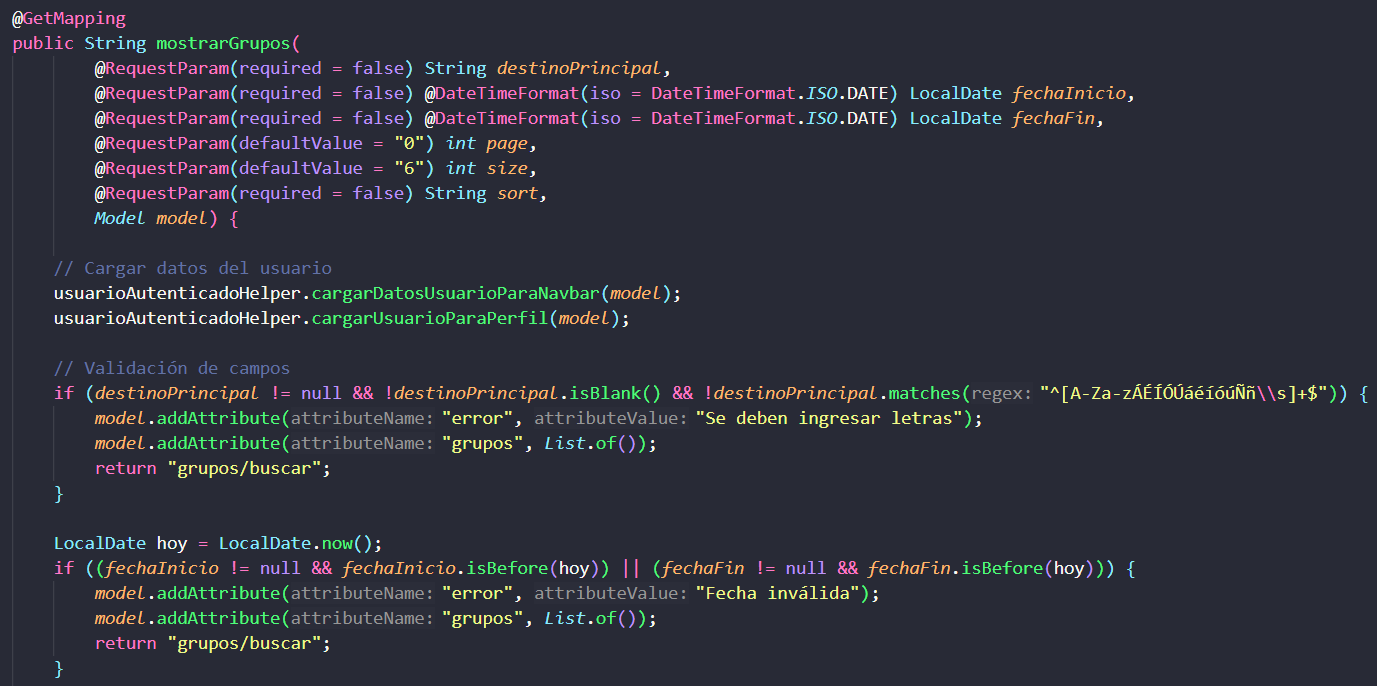 @GetMapping
public String mostrarGrupos(
@RequestParam(required = false) String destinoPrincipal,
@RequestParam(required = false) @DateTimeFormat(iso = DateTimeFormat.ISO.DATE) LocalDate fechaInicio,
@RequestParam(required = false) @DateTimeFormat(iso = DateTimeFormat.ISO.DATE) LocalDate fechaFin,
@RequestParam(defaultValue = "0") int page,
@RequestParam(defaultValue = "6") int size,
@RequestParam(required = false) String sort,
Model model) {
// Cargar datos del usuario
usuarioAutenticadoHelper.cargarDatosUsuarioParaNavbar(model);
usuarioAutenticadoHelper.cargarUsuarioParaPerfil(model);
// Validación de campos
if (destinoPrincipal != null && !destinoPrincipal.isBlank() && !destinoPrincipal.matches(regex: "^[A-Za-zÁÉÍÓÚáéíóúÑñ\\s]+$")) {
model.addAttribute(attributeName: "error", attributeValue: "Se deben ingresar letras");
model.addAttribute(attributeName: "grupos", List.of());
return "grupos/buscar";
}
LocalDate hoy = LocalDate.now();
if ((fechaInicio != null && fechaInicio.isBefore(hoy)) || (fechaFin != null && fechaFin.isBefore(hoy))) {
model.addAttribute(attributeName: "error", attributeValue: "Fecha inválida");
model.addAttribute(attributeName: "grupos", List.of());
return "grupos/buscar";
}